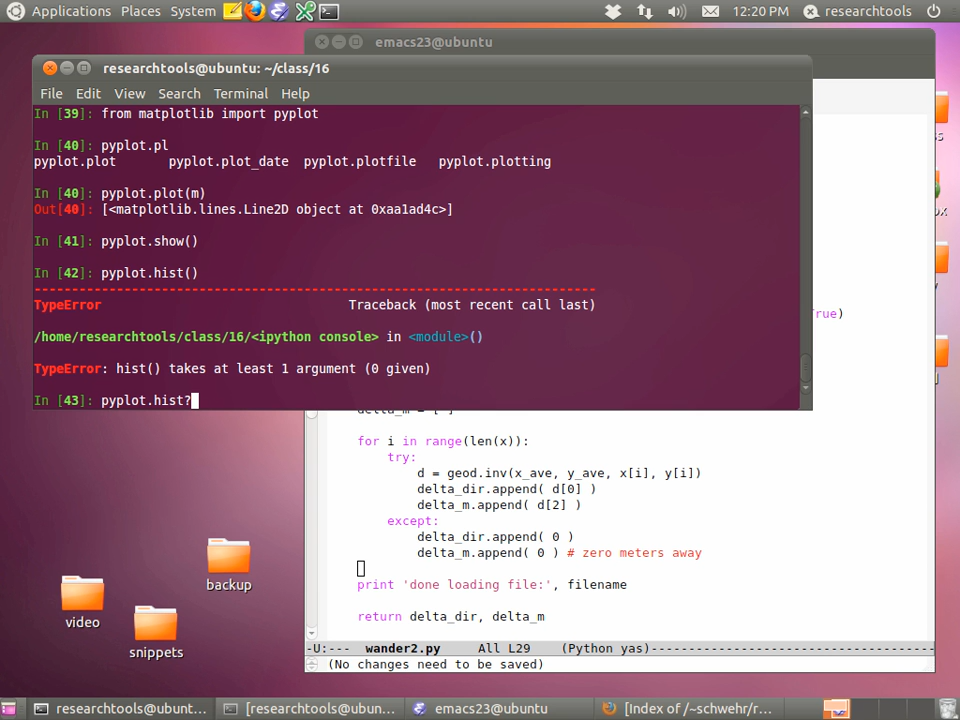 Applications Places System 12:20 PM researchtools
emacs23@ubuntu
researchtools@ubuntu: ~/class/16
File Edit View Search Terminal Help
In [39]: from matplotlib import pyplot
In [40]: pyplot.pl
pyplot.plot pyplot.plot_date pyplot.plotfile pyplot.plotting
In [40]: pyplot.plot(m)
Out[40]: [<matplotlib.lines.Line2D object at 0xaa1ad4c>]
In [41]: pyplot.show()
In [42]: pyplot.hist()
---------------------------------------------------------------------------
TypeError Traceback (most recent call last)
/home/researchtools/class/16/<ipython console> in <module>()
TypeError: hist() takes at least 1 argument (0 given)
In [43]: pyplot.hist?
for i in range(len(x)):
try:
d = geod.inv(x_ave, y_ave, x[i], y[i])
delta_dir.append( d[0] )
delta_m.append( d[2] )
except:
delta_dir.append( 0 )
delta_m.append( 0 ) # zero meters away
print 'done loading file:', filename
return delta_dir, delta_m
-U:--- wander2.py All L29 (Python yas)--------------------------------------
(No changes need to be saved)
backup
video
snippets
researchtools@ubuntu:... [researchtools@ubun... emacs23@ubuntu [Index of /~schwehr/r...